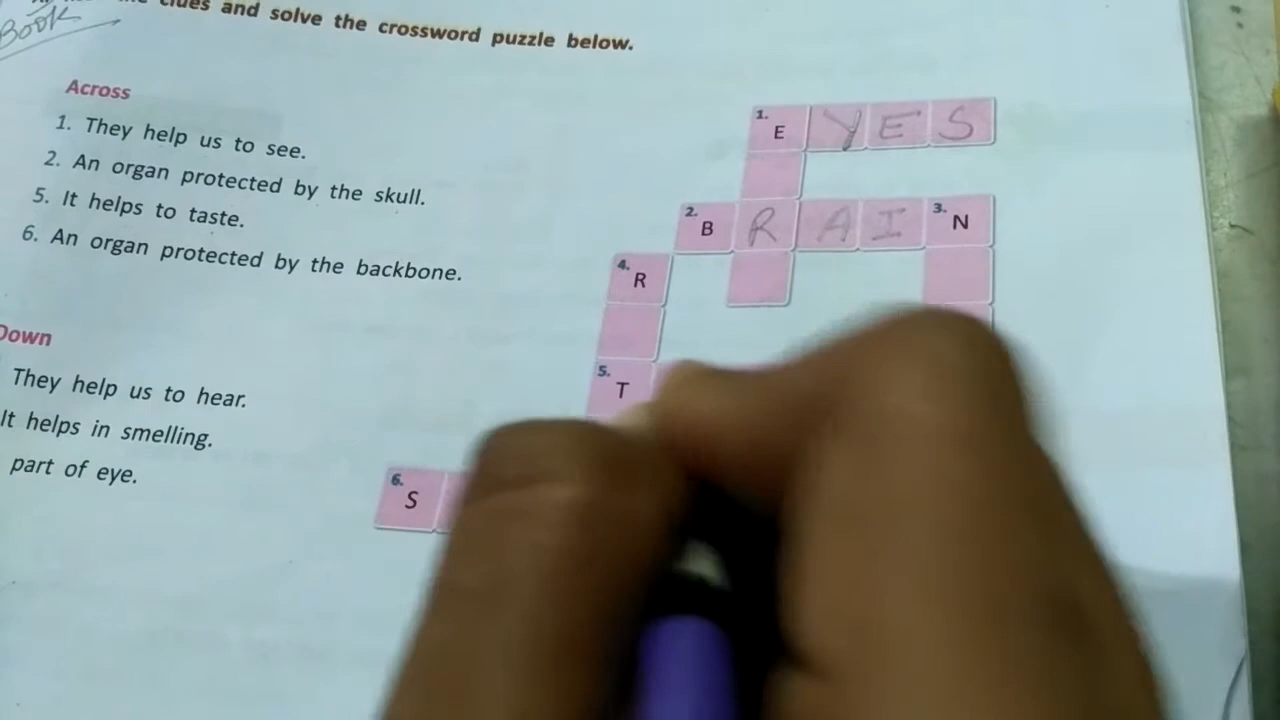 clues and solve the crossword puzzle below.
Book
Across
1. They help us to see.
2. An organ protected by the skull.
5. It helps to taste.
6. An organ protected by the backbone.
Down
They help us to hear.
It helps in smelling.
part of eye.
1. E Y E S
2. B R A I 3. N
4. R
5. T
6. S